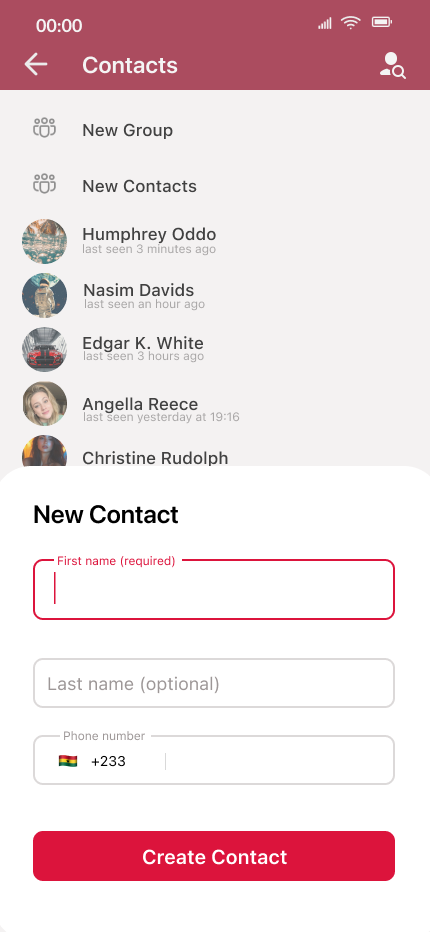 00:00
Contacts
New Group
New Contacts
Humphrey Oddo
last seen 3 minutes ago
Nasim Davids
last seen an hour ago
Edgar K. White
last seen 3 hours ago
Angella Reece
last seen yesterday at 19:16
Christine Rudolph
New Contact
First name (required)
Last name (optional)
Phone number
+233
Create Contact